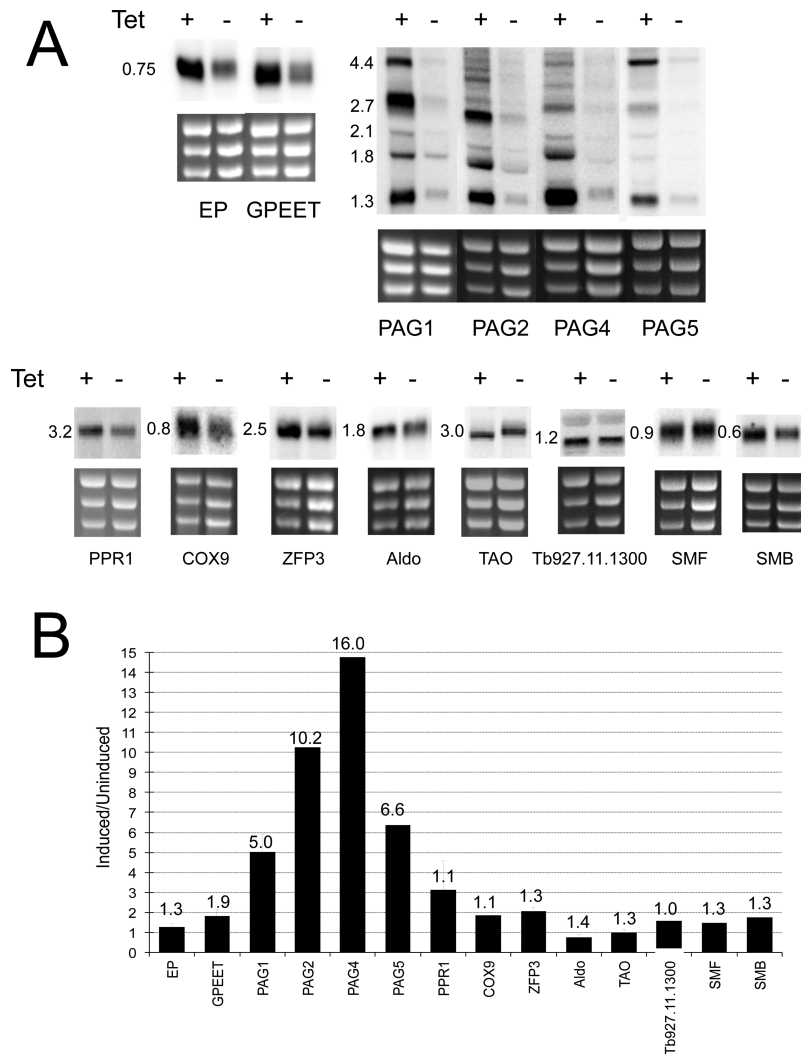 A
Tet + - + - + - + - + - + -
0.75
4.4
2.7
2.1
1.8
1.3
EP GPEET
PAG1 PAG2 PAG4 PAG5
Tet + - + - + - + - + - + - + - + -
3.2 0.8 2.5 1.8 3.0 1.2 0.9 0.6
PPR1 COX9 ZFP3 Aldo TAO Tb927.11.1300 SMF SMB
B
Induced/Uninduced
15
14
13
12
11
10
9
8
7
6
5
4
3
2
1
0
1.3 1.9 5.0 10.2 16.0 6.6 1.1 1.1 1.3 1.4 1.3 1.0 1.3 1.3
EP GPEET PAG1 PAG2 PAG4 PAG5 PPR1 COX9 ZFP3 Aldo TAO Tb927.11.1300 SMF SMB